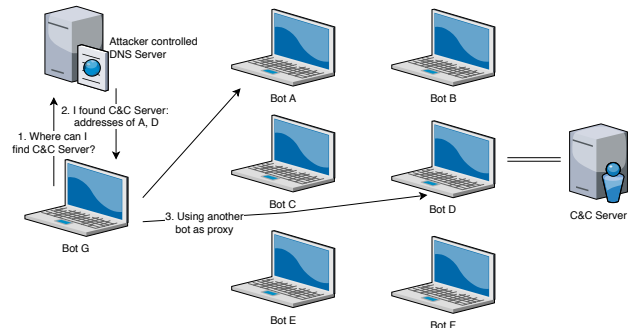 Attacker controlled
DNS Server
2. I found C&C Server:
addresses of A, D
1. Where can I
find C&C Server?
Bot G
Bot A
Bot B
Bot C
Bot D
3. Using another
bot as proxy
C&C Server
Bot E
Bot F